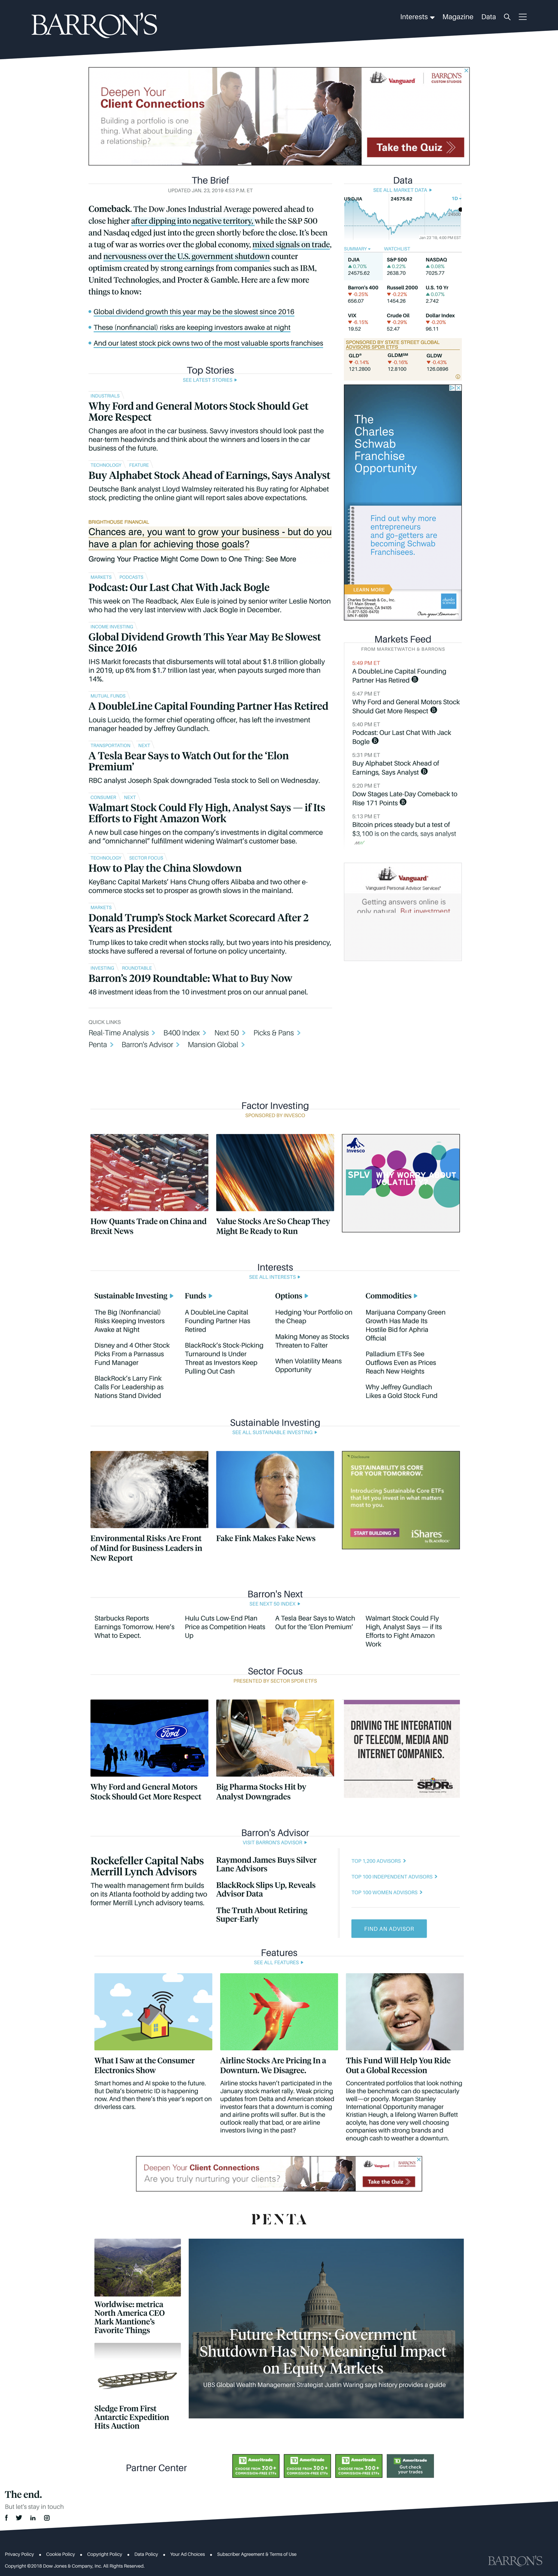 BARRON'S
Interests
Magazine
Data
Deepen Your
Client Connections
Building a portfolio is one
thing. What about building
a relationship?
Vanguard
BARRON'S
CUSTOM STUDIOS
Take the Quiz
The Brief
UPDATED JAN. 23, 2019 4:53 P.M. ET
Comeback. The Dow Jones Industrial Average powered ahead to
close higher after dipping into negative territory, while the S&P 500
and Nasdaq edged just into the green shortly before the close. It's been
a tug of war as worries over the global economy, mixed signals on trade,
and nervousness over the U.S. government shutdown counter
optimism created by strong earnings from companies such as IBM,
United Technologies, and Procter & Gamble. Here are a few more
things to know:
Global dividend growth this year may be the slowest since 2016
These (nonfinancial) risks are keeping investors awake at night
And our latest stock pick owns two of the most valuable sports franchises
Top Stories
SEE LATEST STORIES
INDUSTRIALS
Why Ford and General Motors Stock Should Get
More Respect
Changes are afoot in the car business. Savvy investors should look past the
near-term headwinds and think about the winners and losers in the car
business of the future.
TECHNOLOGY FEATURE
Buy Alphabet Stock Ahead of Earnings, Says Analyst
Deutsche Bank analyst Lloyd Walmsley reiterated his Buy rating for Alphabet
stock, predicting the online giant will report sales above expectations.
BRIGHTHOUSE FINANCIAL
Chances are, you want to grow your business - but do you
have a plan for achieving those goals?
Growing Your Practice Might Come Down to One Thing: See More
MARKETS PODCASTS
Podcast: Our Last Chat With Jack Bogle
This week on The Readback, Alex Eule is joined by senior writer Leslie Norton
who had the very last interview with Jack Bogle in December.
INCOME INVESTING
Global Dividend Growth This Year May Be Slowest
Since 2016
IHS Markit forecasts that disbursements will total about $1.8 trillion globally
in 2019, up 6% from $1.7 trillion last year, when payouts surged more than
14%.
MUTUAL FUNDS
A DoubleLine Capital Founding Partner Has Retired
Louis Lucido, the former chief operating officer, has left the investment
manager headed by Jeffrey Gundlach.
TRANSPORTATION NEXT
A Tesla Bear Says to Watch Out for the 'Elon
Premium'
RBC analyst Joseph Spak downgraded Tesla stock to Sell on Wednesday.
CONSUMER NEXT
Walmart Stock Could Fly High, Analyst Says — if Its
Efforts to Fight Amazon Work
A new bull case hinges on the company's investments in digital commerce
and "omnichannel" fulfillment widening Walmart's customer base.
TECHNOLOGY SECTOR FOCUS
How to Play the China Slowdown
KeyBanc Capital Markets' Hans Chung offers Alibaba and two other e-
commerce stocks set to prosper as growth slows in the mainland.
MARKETS
Donald Trump's Stock Market Scorecard After 2
Years as President
Trump likes to take credit when stocks rally, but two years into his presidency,
stocks have suffered a reversal of fortune on policy uncertainty.
INVESTING ROUNDTABLE
Barron's 2019 Roundtable: What to Buy Now
48 investment ideas from the 10 investment pros on our annual panel.
QUICK LINKS
Real-Time Analysis
B400 Index
Next 50
Picks & Pans
Penta
Barron's Advisor
Mansion Global
Data
SEE ALL MARKET DATA
US:DJIA
24575.62
1D
Jan 23 '19, 4:00 PM EST
SUMMARY
WATCHLIST
DJIA
0.70%
24575.62
S&P 500
0.22%
2638.70
NASDAQ
0.08%
7025.77
Barron's 400
-0.25%
656.07
Russell 2000
-0.22%
1454.26
U.S. 10 Yr
0.07%
2.742
VIX
-6.15%
19.52
Crude Oil
-0.29%
52.47
Dollar Index
-0.20%
96.11
SPONSORED BY STATE STREET GLOBAL
ADVISORS SPDR ETFS
GLD®
-0.14%
121.2800
GLDM℠
-0.16%
12.8100
GLDW
-0.43%
126.0896
The
Charles
Schwab
Franchise
Opportunity
Find out why more
entrepreneurs
and go-getters are
becoming Schwab
Franchisees.
LEARN MORE
Charles Schwab & Co., Inc.
211 Main Street,
San Francisco, CA 94105
charles
SCHWAB
Own your tomorrow.
Markets Feed
FROM MARKETWATCH & BARRONS
5:49 PM ET
A DoubleLine Capital Founding
Partner Has Retired
5:47 PM ET
Why Ford and General Motors Stock
Should Get More Respect
5:40 PM ET
Podcast: Our Last Chat With Jack
Bogle
5:31 PM ET
Buy Alphabet Stock Ahead of
Earnings, Says Analyst
5:20 PM ET
Dow Stages Late-Day Comeback to
Rise 171 Points
5:13 PM ET
Bitcoin prices steady but a test of
$3,100 is on the cards, says analyst
Vanguard
Vanguard Personal Advisor Services®
Getting answers online is
only natural. But investment
Factor Investing
SPONSORED BY INVESCO
How Quants Trade on China and
Brexit News
Value Stocks Are So Cheap They
Might Be Ready to Run
Invesco
SPLV
WHY WORRY ABOUT
VOLATILITY
Interests
SEE ALL INTERESTS
Sustainable Investing
The Big (Nonfinancial)
Risks Keeping Investors
Awake at Night
Disney and 4 Other Stock
Picks From a Parnassus
Fund Manager
BlackRock's Larry Fink
Calls For Leadership as
Nations Stand Divided
Funds
A DoubleLine Capital
Founding Partner Has
Retired
BlackRock's Stock-Picking
Turnaround Is Under
Threat as Investors Keep
Pulling Out Cash
Options
Hedging Your Portfolio on
the Cheap
Making Money as Stocks
Threaten to Falter
When Volatility Means
Opportunity
Commodities
Marijuana Company Green
Growth Has Made Its
Hostile Bid for Aphria
Official
Palladium ETFs See
Outflows Even as Prices
Reach New Heights
Why Jeffrey Gundlach
Likes a Gold Stock Fund
Sustainable Investing
SEE ALL SUSTAINABLE INVESTING
Environmental Risks Are Front
of Mind for Business Leaders in
New Report
Fake Fink Makes Fake News
Disclosure
SUSTAINABILITY IS CORE
FOR YOUR TOMORROW.
Introducing Sustainable Core ETFs
that let you invest in what matters
most to you.
START BUILDING
iShares
by BLACKROCK
Barron's Next
SEE NEXT 50 INDEX
Starbucks Reports
Earnings Tomorrow. Here's
What to Expect.
Hulu Cuts Low-End Plan
Price as Competition Heats
Up
A Tesla Bear Says to Watch
Out for the 'Elon Premium'
Walmart Stock Could Fly
High, Analyst Says — if Its
Efforts to Fight Amazon
Work
Sector Focus
PRESENTED BY SECTOR SPDR ETFS
Ford
Why Ford and General Motors
Stock Should Get More Respect
Big Pharma Stocks Hit by
Analyst Downgrades
DRIVING THE INTEGRATION
OF TELECOM, MEDIA AND
INTERNET COMPANIES.
SPDRs
Barron's Advisor
VISIT BARRON'S ADVISOR
Rockefeller Capital Nabs
Merrill Lynch Advisors
The wealth management firm builds
on its Atlanta foothold by adding two
former Merrill Lynch advisory teams.
Raymond James Buys Silver
Lane Advisors
BlackRock Slips Up, Reveals
Advisor Data
The Truth About Retiring
Super-Early
TOP 1,200 ADVISORS
TOP 100 INDEPENDENT ADVISORS
TOP 100 WOMEN ADVISORS
FIND AN ADVISOR
Features
SEE ALL FEATURES
What I Saw at the Consumer
Electronics Show
Smart homes and AI spoke to the future.
But Delta's biometric ID is happening
now. And then there's this year's report on
driverless cars.
Airline Stocks Are Pricing In a
Downturn. We Disagree.
Airline stocks haven't participated in the
January stock market rally. Weak pricing
updates from Delta and American stoked
investor fears that a downturn is coming
and airline profits will suffer. But is the
outlook really that bad, or are airline
investors living in the past?
This Fund Will Help You Ride
Out a Global Recession
Concentrated portfolios that look nothing
like the benchmark can do spectacularly
well—or poorly. Morgan Stanley
International Opportunity manager
Kristian Heugh, a lifelong Warren Buffett
acolyte, has done very well choosing
companies with strong brands and
enough cash to weather a downturn.
Deepen Your Client Connections
Are you truly nurturing your clients?
Vanguard
BARRON'S
Take the Quiz
PENTA
Worldwise: metrica
North America CEO
Mark Mantione's
Favorite Things
Sledge From First
Antarctic Expedition
Hits Auction
Future Returns: Government
Shutdown Has No Meaningful Impact
on Equity Markets
UBS Global Wealth Management Strategist Justin Waring says history provides a guide
Partner Center
Ameritrade
CHOOSE FROM 300+
COMMISSION-FREE ETFs
Ameritrade
CHOOSE FROM 300+
COMMISSION-FREE ETFs
Ameritrade
CHOOSE FROM 300+
COMMISSION-FREE ETFs
Ameritrade
Gut check
your trades
The end.
But let's stay in touch
Privacy Policy
Cookie Policy
Copyright Policy
Data Policy
Your Ad Choices
Subscriber Agreement & Terms of Use
Copyright ©2018 Dow Jones & Company, Inc. All Rights Reserved.
BARRON'S